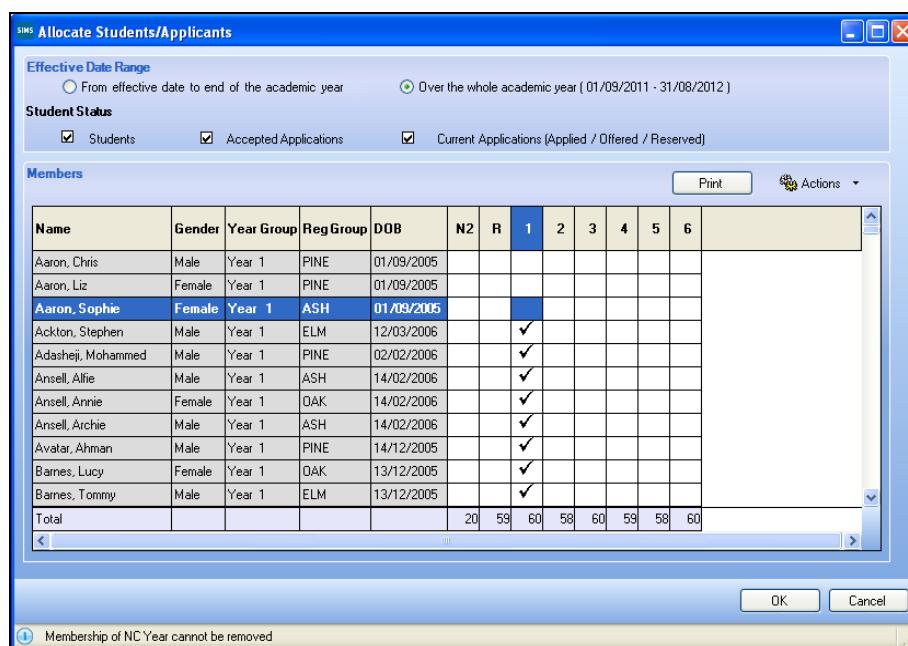 SIMS Allocate Students/Applicants
Effective Date Range
From effective date to end of the academic year Over the whole academic year ( 01/09/2011 - 31/08/2012 )
Student Status
Students Accepted Applications Current Applications (Applied / Offered / Reserved)
Members
Print Actions
Name Gender Year Group Reg Group DOB N2 R 1 2 3 4 5 6
Aaron, Chris Male Year 1 PINE 01/09/2005
Aaron, Liz Female Year 1 PINE 01/09/2005
Aaron, Sophie Female Year 1 ASH 01/09/2005
Ackton, Stephen Male Year 1 ELM 12/03/2006
Adasheji, Mohammed Male Year 1 PINE 02/02/2006
Ansell, Alfie Male Year 1 ASH 14/02/2006
Ansell, Annie Female Year 1 OAK 14/02/2006
Ansell, Archie Male Year 1 ASH 14/02/2006
Avatar, Ahman Male Year 1 PINE 14/12/2005
Barnes, Lucy Female Year 1 OAK 13/12/2005
Barnes, Tommy Male Year 1 ELM 13/12/2005
Total 20 59 60 58 60 59 58 60
OK Cancel
Membership of NC Year cannot be removed